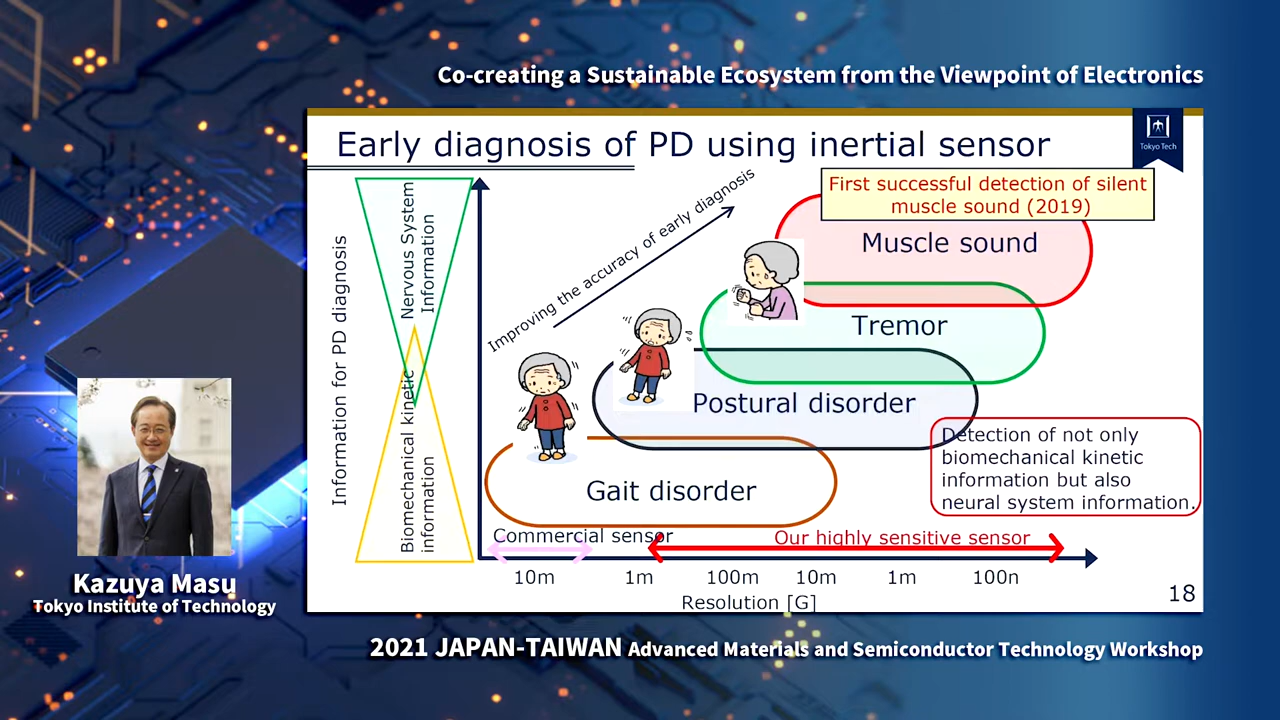 Co-creating a Sustainable Ecosystem from the Viewpoint of Electronics
Early diagnosis of PD using inertial sensor
Tokyo Tech
Information for PD diagnosis
Nervous System
Information
Biomechanical kinetic
information
Improving the accuracy of early diagnosis
First successful detection of silent
muscle sound (2019)
Muscle sound
Tremor
Postural disorder
Gait disorder
Detection of not only
biomechanical kinetic
information but also
neural system information.
Commercial sensor
Our highly sensitive sensor
10m 1m 100m 10m 1m 100n
Resolution [G]
18
Kazuya Masu
Tokyo Institute of Technology
2021 JAPAN-TAIWAN Advanced Materials and Semiconductor Technology Workshop